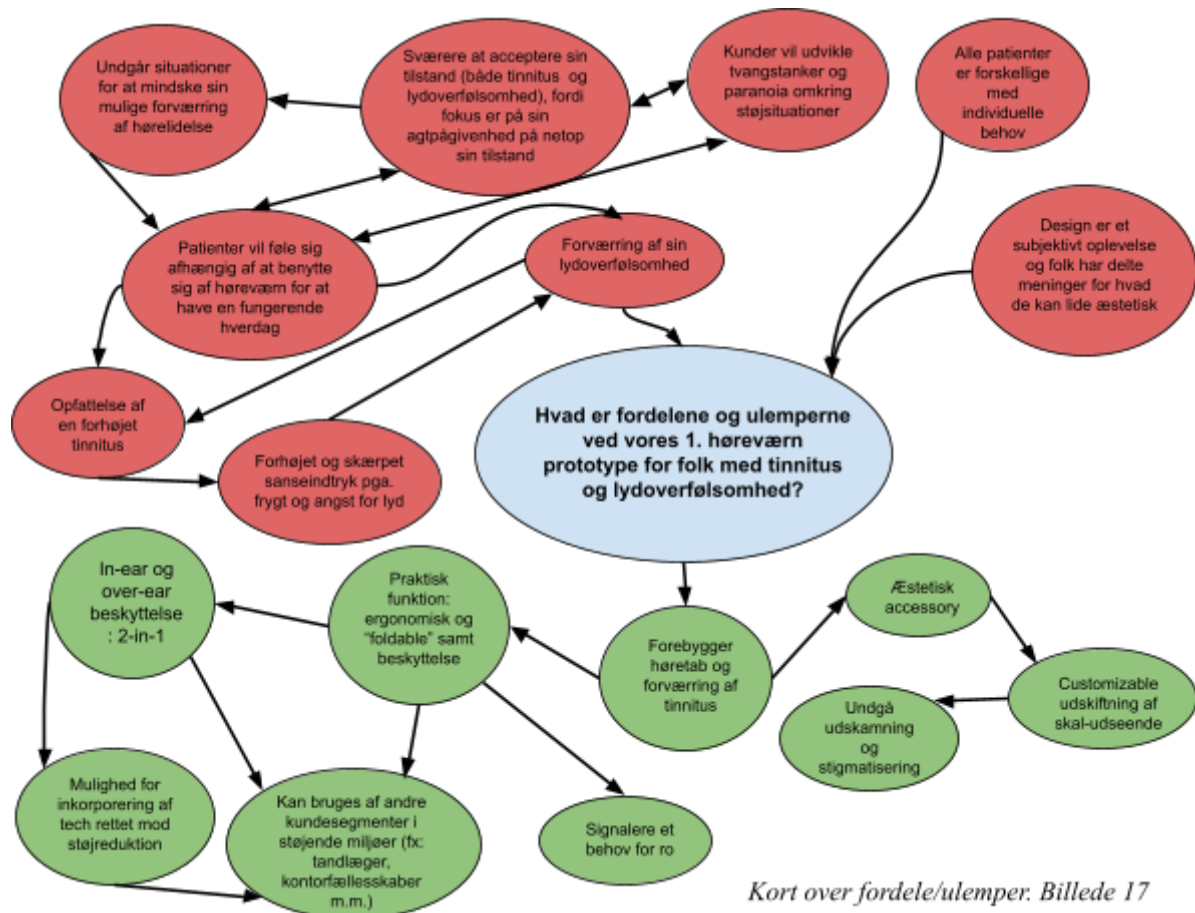 Undgår situationer
for at mindske sin
mulige forværring
af hørelidelse
Sværere at acceptere sin
tilstand (både tinnitus og
lydoverfølsomhed), fordi
fokus er på sin
agtpågivenhed på netop
sin tilstand
Kunder vil udvikle
tvangstanker og
paranoia omkring
støjsituationer
Alle patienter
er forskellige
med
individuelle
behov
Patienter vil føle sig
afhængig af at benytte
sig af høreværn for at
have en fungerende
hverdag
Forværring af sin
lydoverfølsomhed
Design er et
subjektivt oplevelse
og folk har delte
meninger for hvad
de kan lide æstetisk
Opfattelse af
en forhøjet
tinnitus
Forhøjet og skærpet
sanseindtryk pga.
frygt og angst for lyd
Hvad er fordelene og ulemperne
ved vores 1. høreværn
prototype for folk med tinnitus
og lydoverfølsomhed?
In-ear og
over-ear
beskyttelse
: 2-in-1
Praktisk
funktion:
ergonomisk og
"foldable" samt
beskyttelse
Forebygger
høretab og
forværring af
tinnitus
Æstetisk
accessory
Customizable
udskiftning af
skal-udseende
Undgå
udskamning
og
stigmatisering
Mulighed for
inkorporering af
tech rettet mod
støjreduktion
Kan bruges af andre
kundesegmenter i
støjende miljøer (fx:
tandlæger,
kontorfællesskaber
m.m.)
Signalere et
behov for ro
Kort over fordele/ulemper. Billede 17